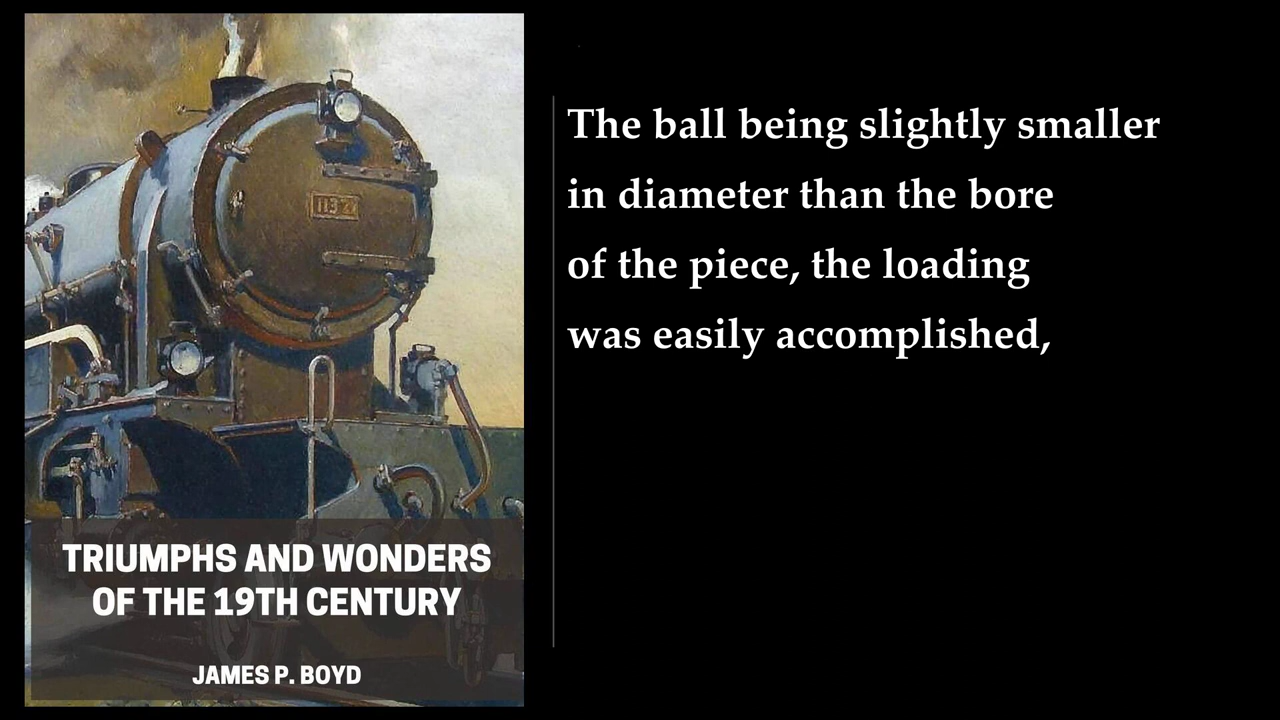 The ball being slightly smaller
in diameter than the bore
of the piece, the loading
was easily accomplished,
TRIUMPHS AND WONDERS
OF THE 19TH CENTURY
JAMES P. BOYD